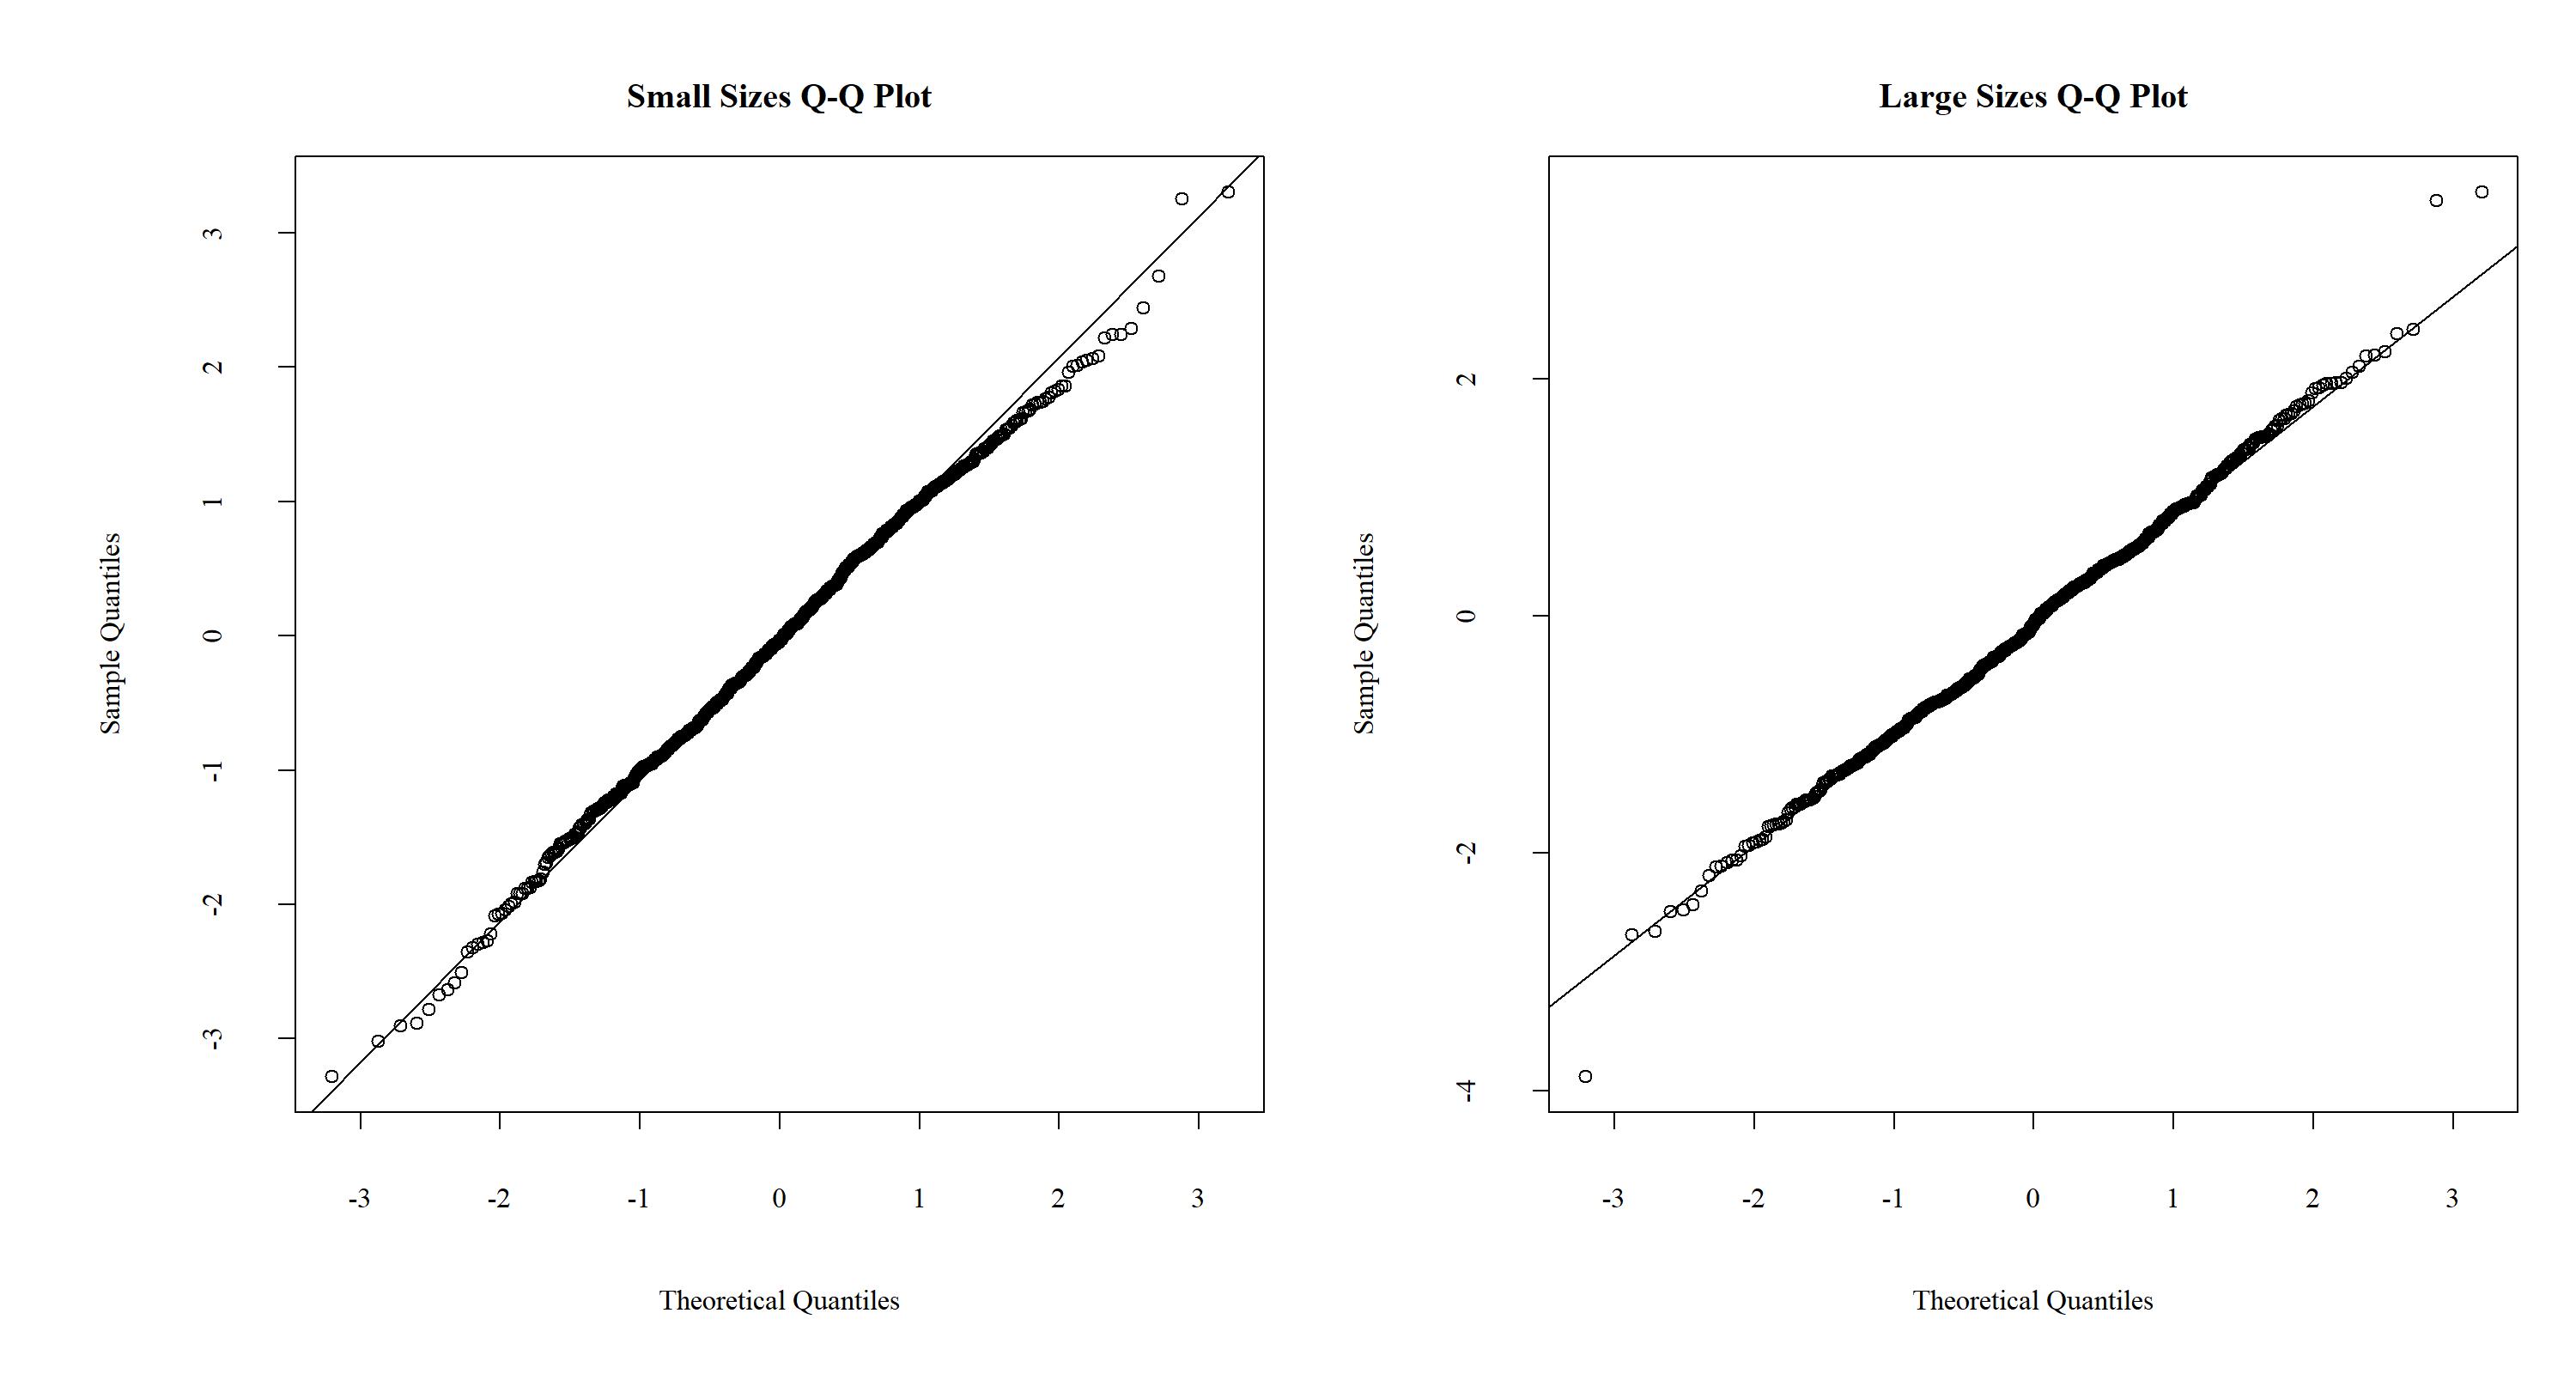 Small Sizes Q-Q Plot
Sample Quantiles
3
2
1
0
-1
-2
-3
-3 -2 -1 0 1 2 3
Theoretical Quantiles
Large Sizes Q-Q Plot
Sample Quantiles
2
0
-2
-4
-3 -2 -1 0 1 2 3
Theoretical Quantiles